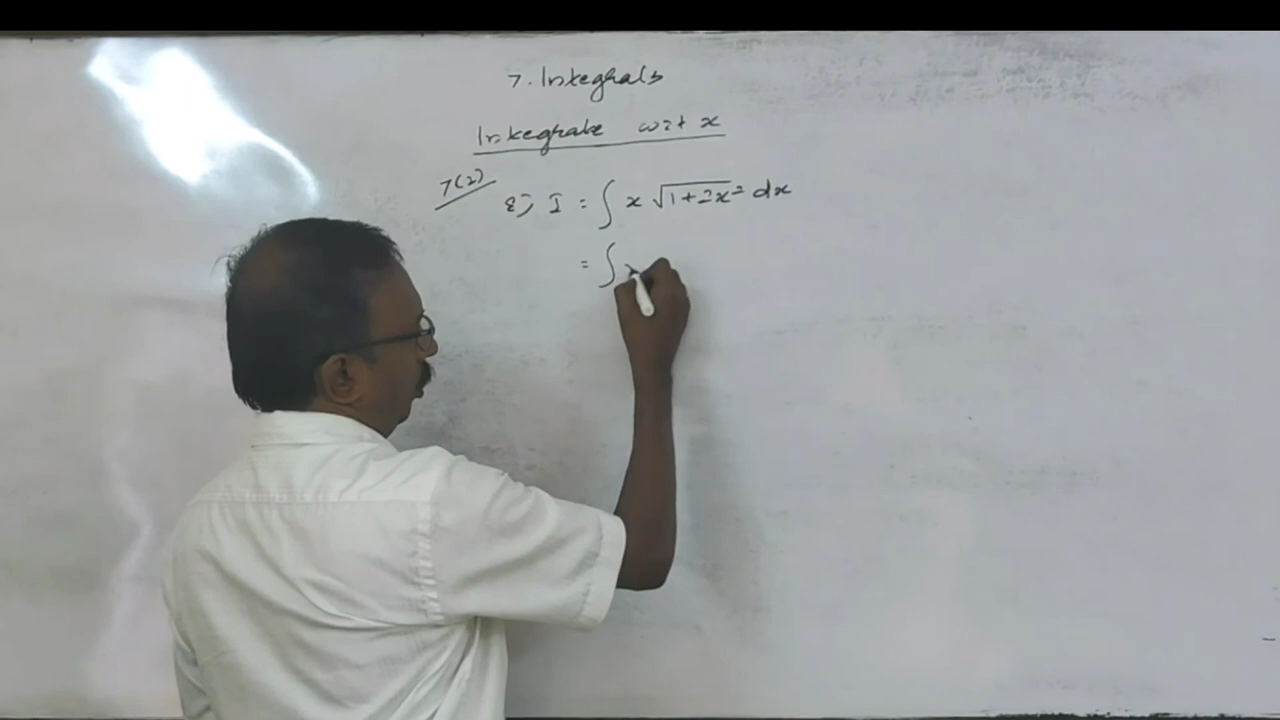 7. Integrals
Integrate w.r.t x
7(2)
8) I = ∫ x √1+2x² dx
= ∫ x